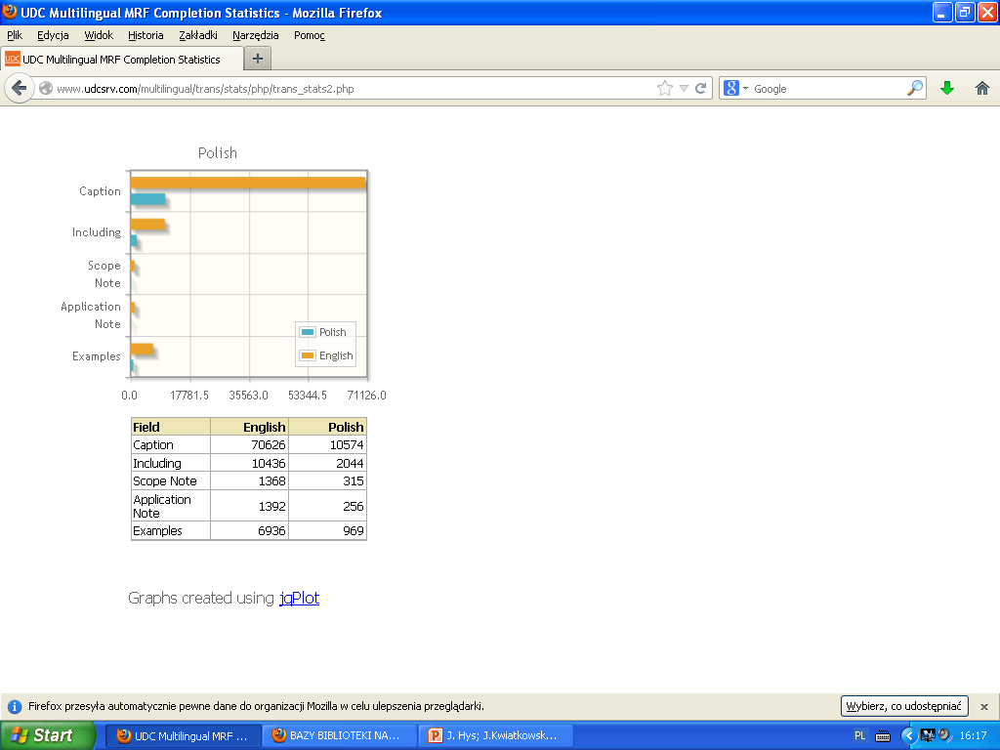 UDC Multilingual MRF Completion Statistics - Mozilla Firefox
Plik Edycja Widok Historia Zakładki Narzędzia Pomoc
UDC UDC Multilingual MRF Completion Statistics +
www.udcsrv.com/multilingual/trans/stats/php/trans_stats2.php
8 Google
Polish
Caption
Including
Scope
Note
Application
Note
Examples
Polish
English
0.0 17781.5 35563.0 53344.5 71126.0
Field English Polish
Caption 70626 10574
Including 10436 2044
Scope Note 1368 315
Application
Note 1392 256
Examples 6936 969
Graphs created using jqPlot
Firefox przesyła automatycznie pewne dane do organizacji Mozilla w celu ulepszenia przeglądarki.
Wybierz, co udostępniać
Start UDC Multilingual MRF ... BAZY BIBLIOTEKI NA... J. Hys; J.Kwiatkowsk... PL 16:17